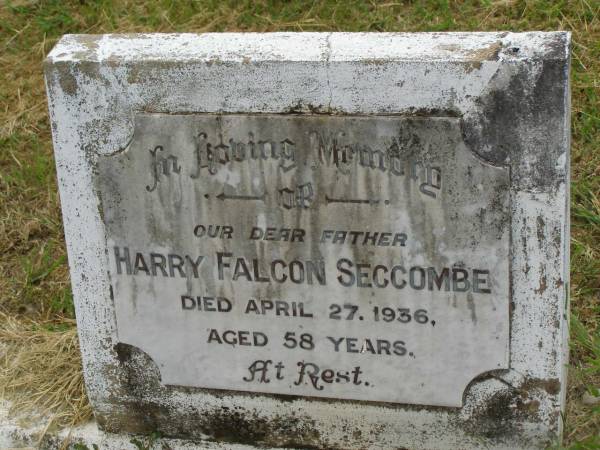 In Loving Memory
OF
OUR DEAR FATHER
HARRY FALCON SECCOMBE
DIED APRIL 27. 1936,
AGED 58 YEARS.
At Rest.